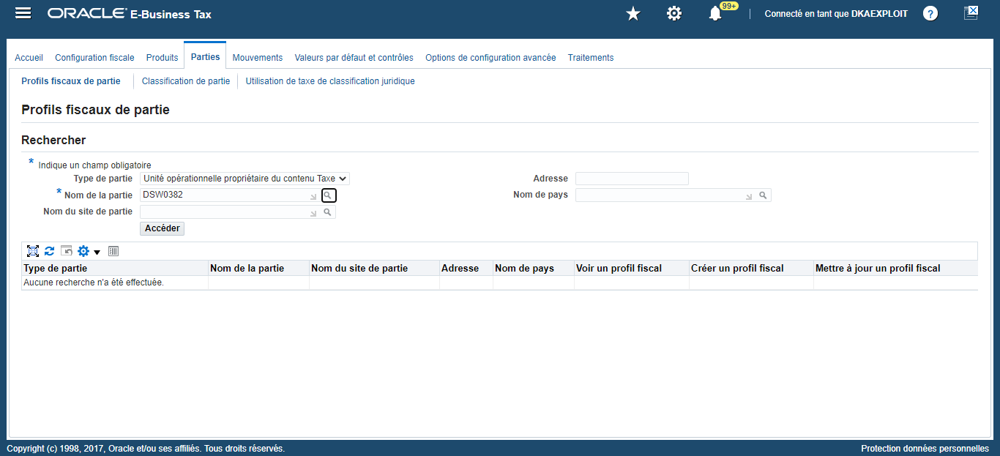 ORACLE® E-Business Tax
99+
Connecté en tant que DKAEXPLOIT
?
Accueil Configuration fiscale Produits Parties Mouvements Valeurs par défaut et contrôles Options de configuration avancée Traitements
Profils fiscaux de partie Classification de partie Utilisation de taxe de classification juridique
Profils fiscaux de partie
Rechercher
* Indique un champ obligatoire
Type de partie Unité opérationnelle propriétaire du contenu Taxe Adresse
* Nom de la partie DSW0382 Nom de pays
Nom du site de partie
Accéder
Type de partie Nom de la partie Nom du site de partie Adresse Nom de pays Voir un profil fiscal Créer un profil fiscal Mettre à jour un profil fiscal
Aucune recherche n'a été effectuée.
Copyright (c) 1998, 2017, Oracle et/ou ses affiliés. Tous droits réservés. Protection données personnelles